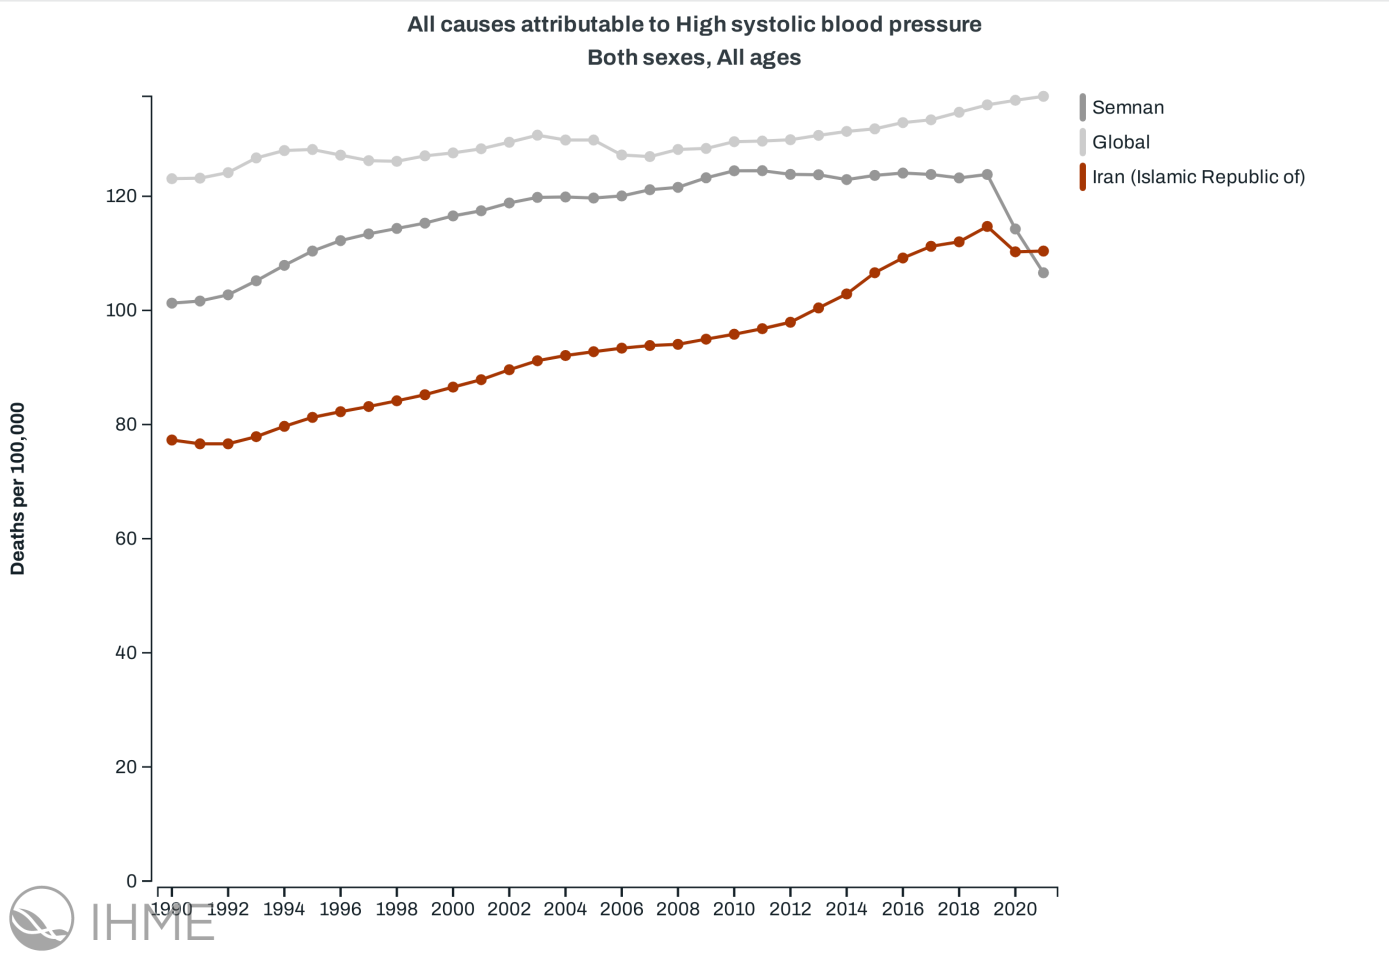 All causes attributable to High systolic blood pressure
Both sexes, All ages
Semnan
Global
Iran (Islamic Republic of)
Deaths per 100,000
120
100
80
60
40
20
0
1990 1992 1994 1996 1998 2000 2002 2004 2006 2008 2010 2012 2014 2016 2018 2020
IHME